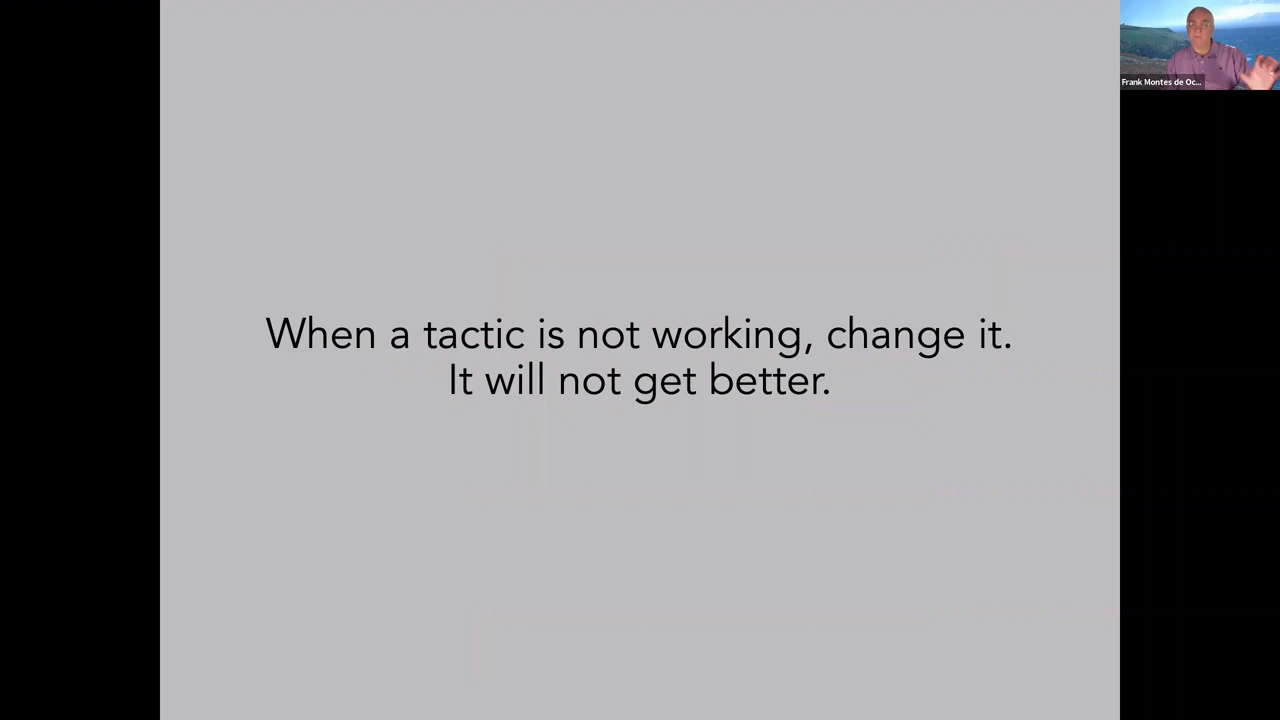 Frank Montes de Oc...
When a tactic is not working, change it.
It will not get better.